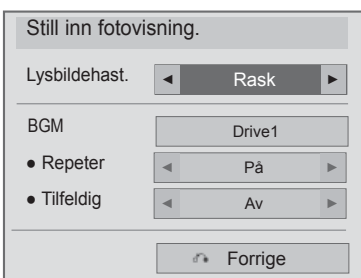 Still inn fotovisning.
Lysbildehast. ◄ Rask ►
BGM Drive1
● Repeter ◄ På ►
● Tilfeldig ◄ Av ►
Forrige